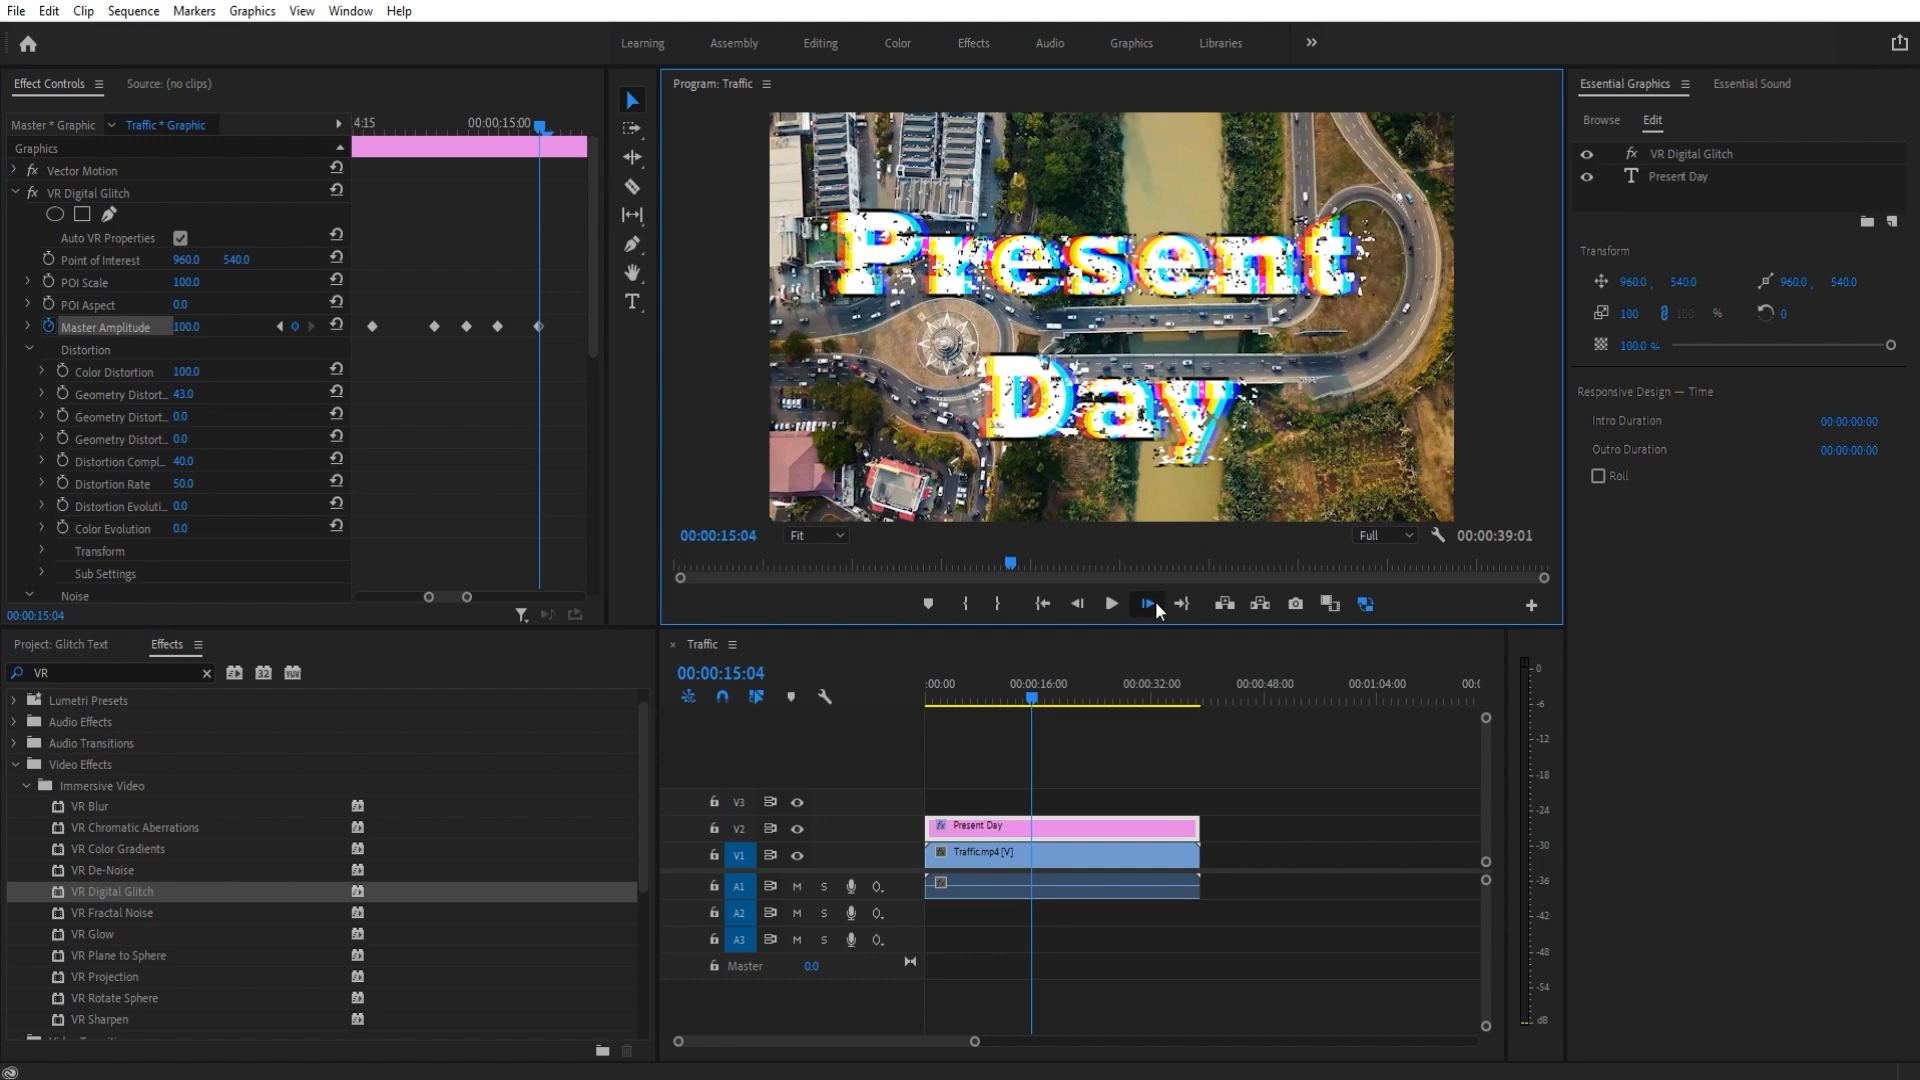 File Edit Clip Sequence Markers Graphics View Window Help
Learning Assembly Editing Color Effects Audio Graphics Libraries
Effect Controls Source: (no clips)
Master * Graphic Traffic * Graphic
4:15 00:00:15:00
Graphics
fx Vector Motion
fx VR Digital Glitch
Auto VR Properties
Point of Interest 960.0 540.0
POI Scale 100.0
POI Aspect 0.0
Master Amplitude 100.0
Distortion
Color Distortion 100.0
Geometry Distort... 43.0
Geometry Distort... 0.0
Geometry Distort... 0.0
Distortion Compl... 40.0
Distortion Rate 50.0
Distortion Evoluti... 0.0
Color Evolution 0.0
Transform
Sub Settings
Noise
00:00:15:04
Program: Traffic
Present
Day
00:00:15:04 Fit Full 00:00:39:01
Essential Graphics Essential Sound
Browse Edit
fx VR Digital Glitch
T Present Day
Transform
960.0 , 540.0 960.0 , 540.0
100 100 % 0
100.0 %
Responsive Design — Time
Intro Duration 00:00:00:00
Outro Duration 00:00:00:00
Roll
Project: Glitch Text Effects
VR 32 YUV
Lumetri Presets
Audio Effects
Audio Transitions
Video Effects
Immersive Video
VR Blur
VR Chromatic Aberrations
VR Color Gradients
VR De-Noise
VR Digital Glitch
VR Fractal Noise
VR Glow
VR Plane to Sphere
VR Projection
VR Rotate Sphere
VR Sharpen
× Traffic
00:00:15:04
:00:00 00:00:16:00 00:00:32:00 00:00:48:00 00:01:04:00 00:0
V3
V2 fx Present Day
V1 Traffic.mp4 [V]
A1 M S
A2 M S
A3 M S
Master 0.0
0
-6
-12
-18
-24
-30
-36
-42
-48
-54
dB